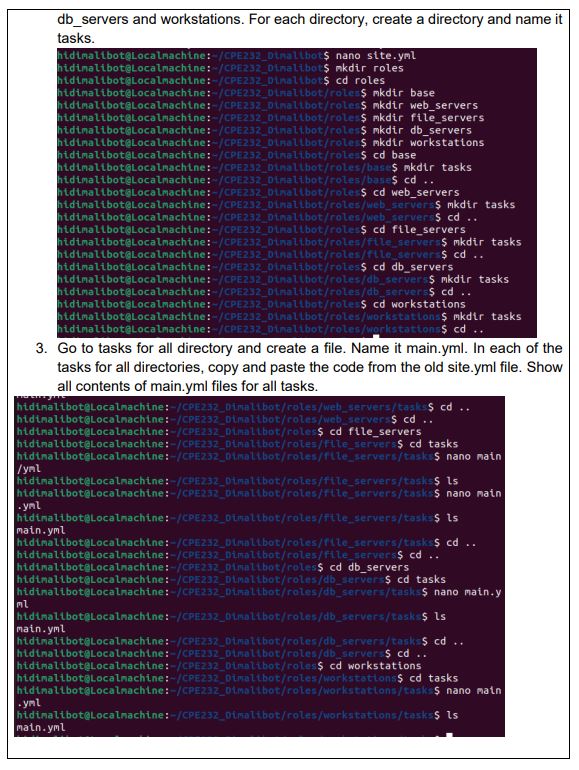 db_servers and workstations. For each directory, create a directory and name it
tasks.
hidimalibot@Localmachine:~/CPE232_Dimalibot$ nano site.yml
hidimalibot@Localmachine:~/CPE232_Dimalibot$ mkdir roles
hidimalibot@Localmachine:~/CPE232_Dimalibot$ cd roles
hidimalibot@Localmachine:~/CPE232_Dimalibot/roles$ mkdir base
hidimalibot@Localmachine:~/CPE232_Dimalibot/roles$ mkdir web_servers
hidimalibot@Localmachine:~/CPE232_Dimalibot/roles$ mkdir file_servers
hidimalibot@Localmachine:~/CPE232_Dimalibot/roles$ mkdir db_servers
hidimalibot@Localmachine:~/CPE232_Dimalibot/roles$ mkdir workstations
hidimalibot@Localmachine:~/CPE232_Dimalibot/roles$ cd base
hidimalibot@Localmachine:~/CPE232_Dimalibot/roles/base$ mkdir tasks
hidimalibot@Localmachine:~/CPE232_Dimalibot/roles/base$ cd ..
hidimalibot@Localmachine:~/CPE232_Dimalibot/roles$ cd web_servers
hidimalibot@Localmachine:~/CPE232_Dimalibot/roles/web_servers$ mkdir tasks
hidimalibot@Localmachine:~/CPE232_Dimalibot/roles/web_servers$ cd ..
hidimalibot@Localmachine:~/CPE232_Dimalibot/roles$ cd file_servers
hidimalibot@Localmachine:~/CPE232_Dimalibot/roles/file_servers$ mkdir tasks
hidimalibot@Localmachine:~/CPE232_Dimalibot/roles/file_servers$ cd ..
hidimalibot@Localmachine:~/CPE232_Dimalibot/roles$ cd db_servers
hidimalibot@Localmachine:~/CPE232_Dimalibot/roles/db_servers$ mkdir tasks
hidimalibot@Localmachine:~/CPE232_Dimalibot/roles/db_servers$ cd ..
hidimalibot@Localmachine:~/CPE232_Dimalibot/roles$ cd workstations
hidimalibot@Localmachine:~/CPE232_Dimalibot/roles/workstations$ mkdir tasks
hidimalibot@Localmachine:~/CPE232_Dimalibot/roles/workstations$ cd ..
3. Go to tasks for all directory and create a file. Name it main.yml. In each of the
tasks for all directories, copy and paste the code from the old site.yml file. Show
all contents of main.yml files for all tasks.
main.yml
hidimalibot@Localmachine:~/CPE232_Dimalibot/roles/web_servers/tasks$ cd ..
hidimalibot@Localmachine:~/CPE232_Dimalibot/roles/web_servers$ cd ..
hidimalibot@Localmachine:~/CPE232_Dimalibot/roles$ cd file_servers
hidimalibot@Localmachine:~/CPE232_Dimalibot/roles/file_servers$ cd tasks
hidimalibot@Localmachine:~/CPE232_Dimalibot/roles/file_servers/tasks$ nano main
/yml
hidimalibot@Localmachine:~/CPE232_Dimalibot/roles/file_servers/tasks$ ls
hidimalibot@Localmachine:~/CPE232_Dimalibot/roles/file_servers/tasks$ nano main
.yml
hidimalibot@Localmachine:~/CPE232_Dimalibot/roles/file_servers/tasks$ ls
main.yml
hidimalibot@Localmachine:~/CPE232_Dimalibot/roles/file_servers/tasks$ cd ..
hidimalibot@Localmachine:~/CPE232_Dimalibot/roles/file_servers$ cd ..
hidimalibot@Localmachine:~/CPE232_Dimalibot/roles$ cd db_servers
hidimalibot@Localmachine:~/CPE232_Dimalibot/roles/db_servers$ cd tasks
hidimalibot@Localmachine:~/CPE232_Dimalibot/roles/db_servers/tasks$ nano main.y
ml
hidimalibot@Localmachine:~/CPE232_Dimalibot/roles/db_servers/tasks$ ls
main.yml
hidimalibot@Localmachine:~/CPE232_Dimalibot/roles/db_servers/tasks$ cd ..
hidimalibot@Localmachine:~/CPE232_Dimalibot/roles/db_servers$ cd ..
hidimalibot@Localmachine:~/CPE232_Dimalibot/roles$ cd workstations
hidimalibot@Localmachine:~/CPE232_Dimalibot/roles/workstations$ cd tasks
hidimalibot@Localmachine:~/CPE232_Dimalibot/roles/workstations/tasks$ nano main
.yml
hidimalibot@Localmachine:~/CPE232_Dimalibot/roles/workstations/tasks$ ls
main.yml